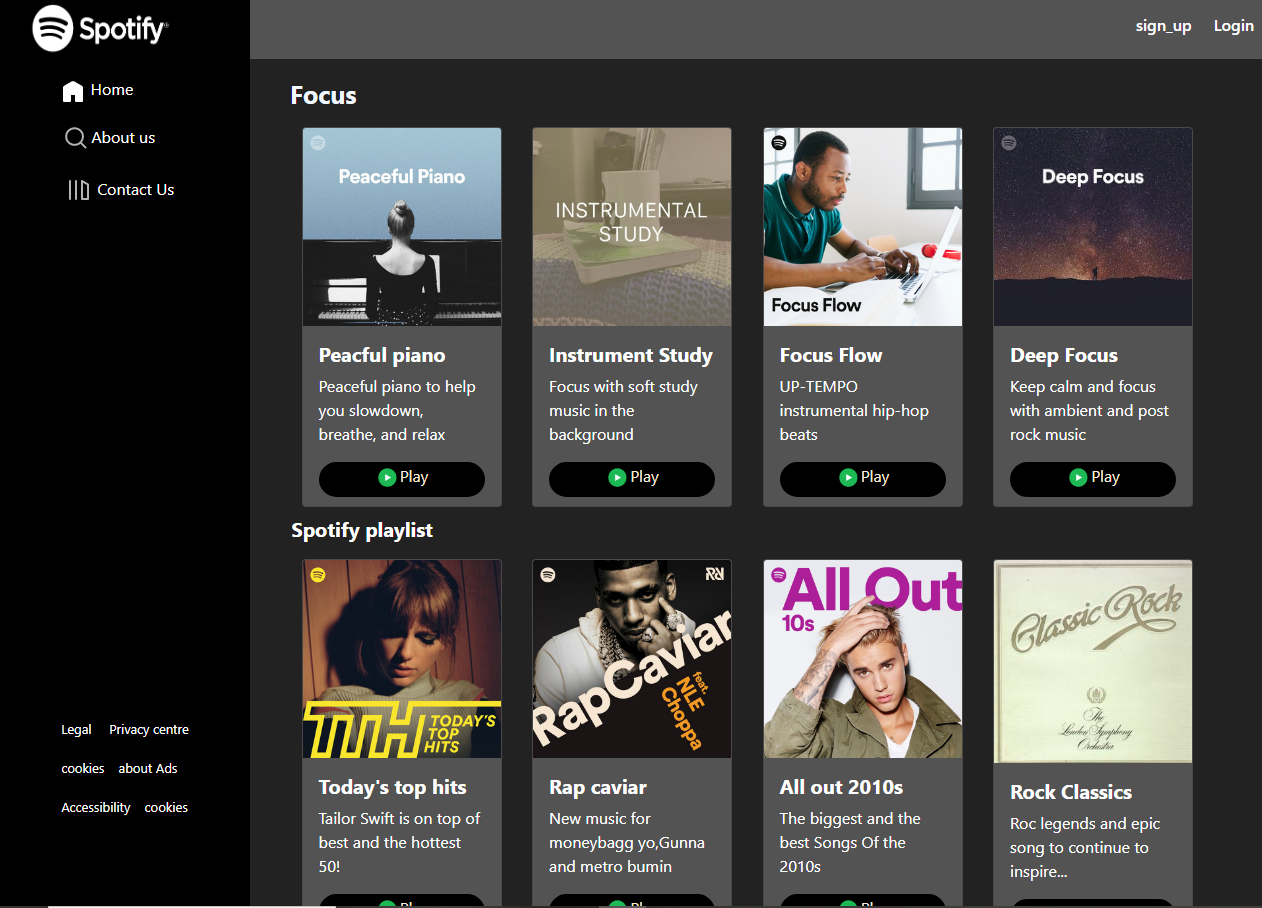 Spotify®
sign_up Login
Home
About us
Contact Us
Focus
Peaceful Piano
INSTRUMENTAL
STUDY
Focus Flow
Deep Focus
Peacful piano
Peaceful piano to help
you slowdown,
breathe, and relax
Play
Instrument Study
Focus with soft study
music in the
background
Play
Focus Flow
UP-TEMPO
instrumental hip-hop
beats
Play
Deep Focus
Keep calm and focus
with ambient and post
rock music
Play
Spotify playlist
TTH TODAY'S
TOP
HITS
RapCaviar
feat.
NLE
Choppa
All Out
10s
Classic Rock
The
London Symphony
Orchestra
Today's top hits
Tailor Swift is on top of
best and the hottest
50!
Play
Rap caviar
New music for
moneybagg yo,Gunna
and metro bumin
Play
All out 2010s
The biggest and the
best Songs Of the
2010s
Play
Rock Classics
Roc legends and epic
song to continue to
inspire...
Legal Privacy centre
cookies about Ads
Accessibility cookies